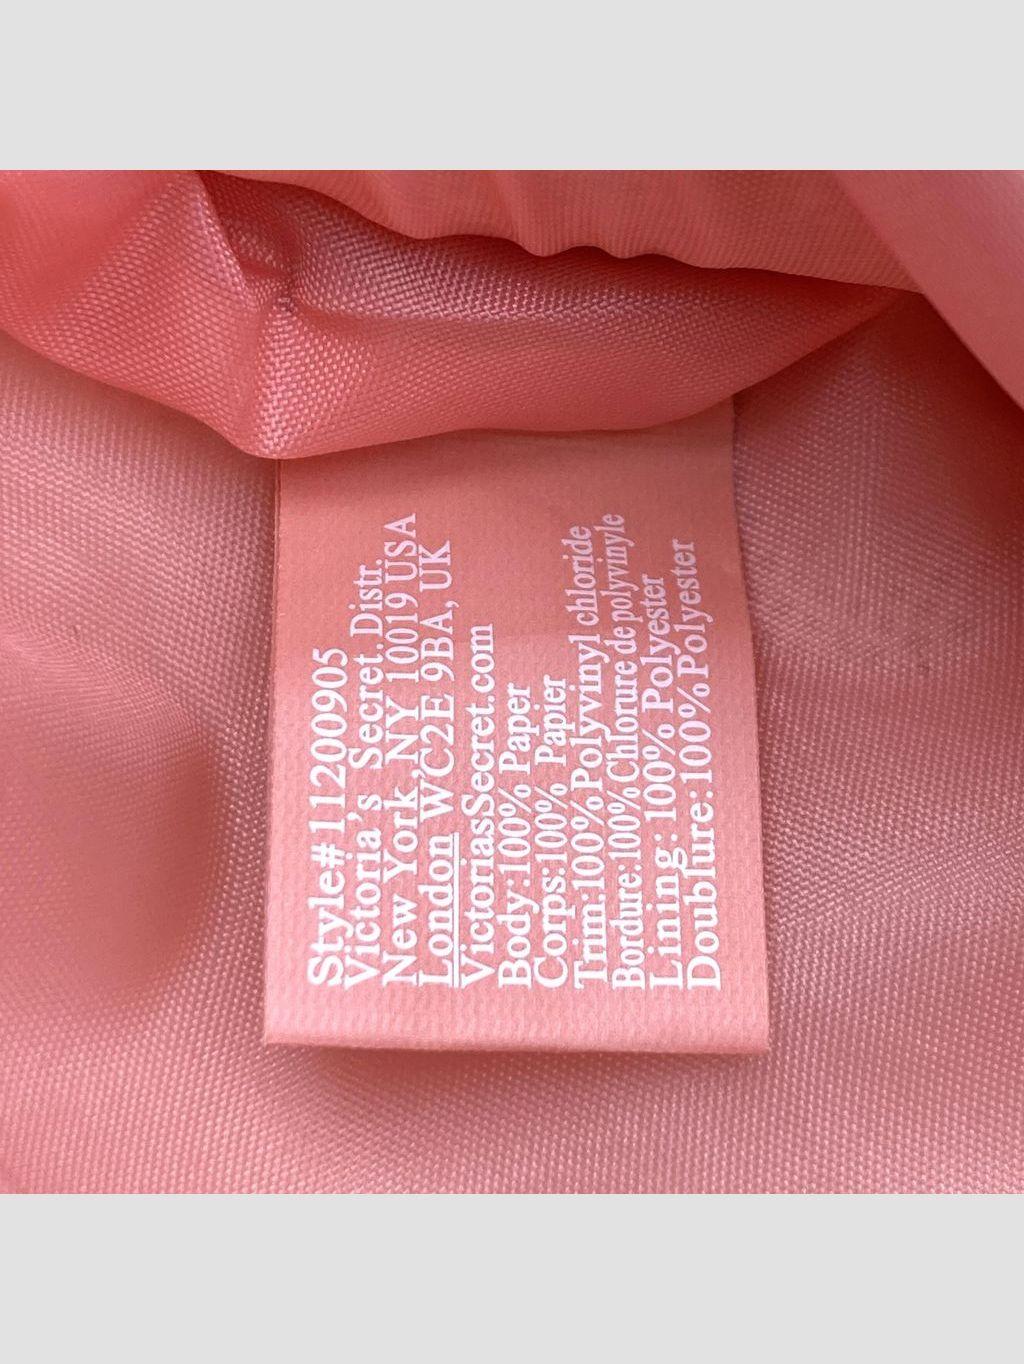 Style#11200905
Victoria's Secret.Distr.
New York,NY 10019 USA
London WC2E 9BA, UK
VictoriasSecret.com
Body:100% Paper
Corps:100% Papier
Trim:100%Polyvinyl chloride
Bordure:100% Chlorure de polyvinyle
Lining: 100% Polyester
Doublure:100%Polyester